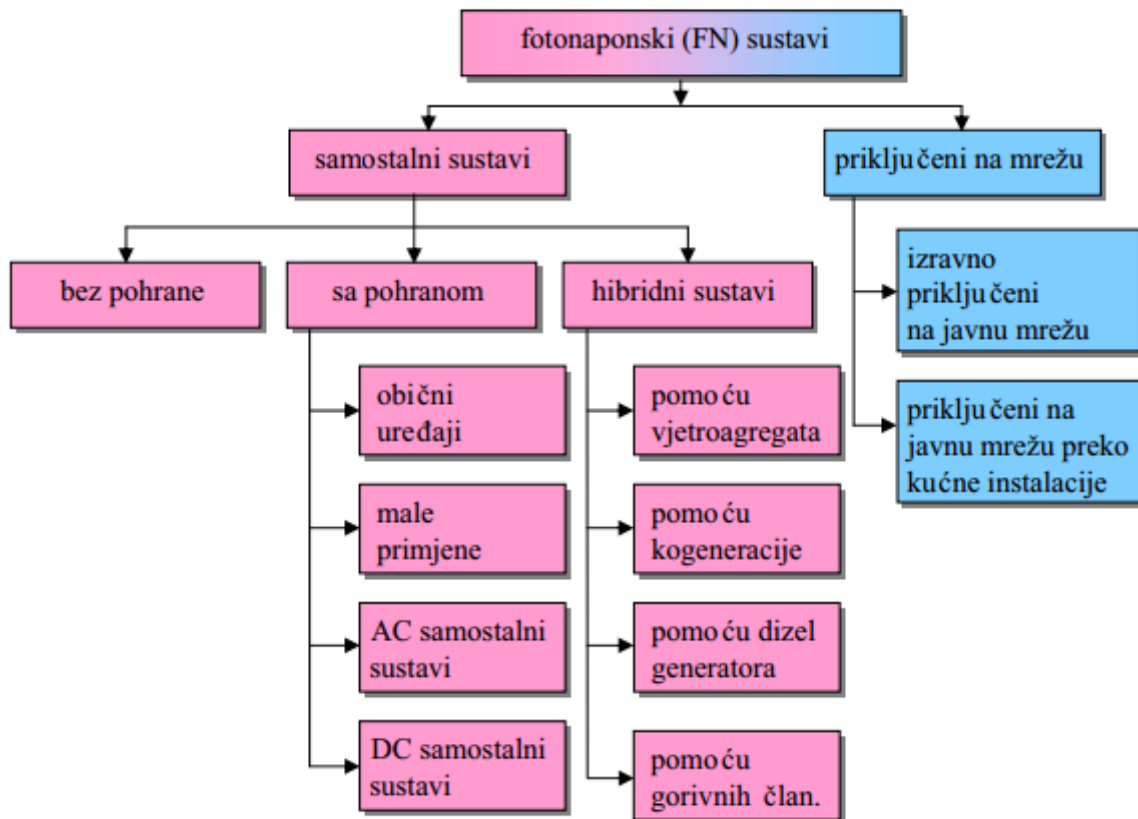 fotonaponski (FN) sustavi
samostalni sustavi
priključeni na mrežu
bez pohrane
sa pohranom
hibridni sustavi
izravno
priključeni
na javnu mrežu
obični
uređaji
pomoću
vjetroagregata
priključeni na
javnu mrežu preko
kućne instalacije
male
primjene
pomoću
kogeneracije
AC samostalni
sustavi
pomoću dizel
generatora
DC samostalni
sustavi
pomoću
gorivnih član.